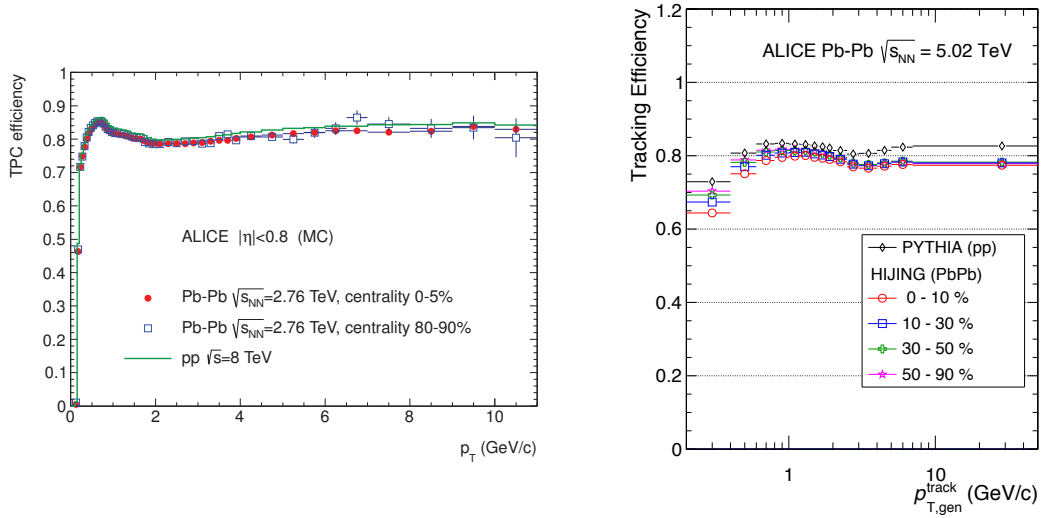 TPC efficiency
1
0.9
0.8
0.7
0.6
0.5
0.4
0.3
0.2
0.1
0
ALICE |η|<0.8 (MC)
Pb-Pb √s_NN=2.76 TeV, centrality 0-5%
Pb-Pb √s_NN=2.76 TeV, centrality 80-90%
pp √s=8 TeV
0 2 4 6 8 10
p_T (GeV/c)
Tracking Efficiency
1.2
1
0.8
0.6
0.4
0.2
0
ALICE Pb-Pb √s_NN = 5.02 TeV
PYTHIA (pp)
HIJING (PbPb)
0 - 10 %
10 - 30 %
30 - 50 %
50 - 90 %
1 10
p_T,gen^track (GeV/c)